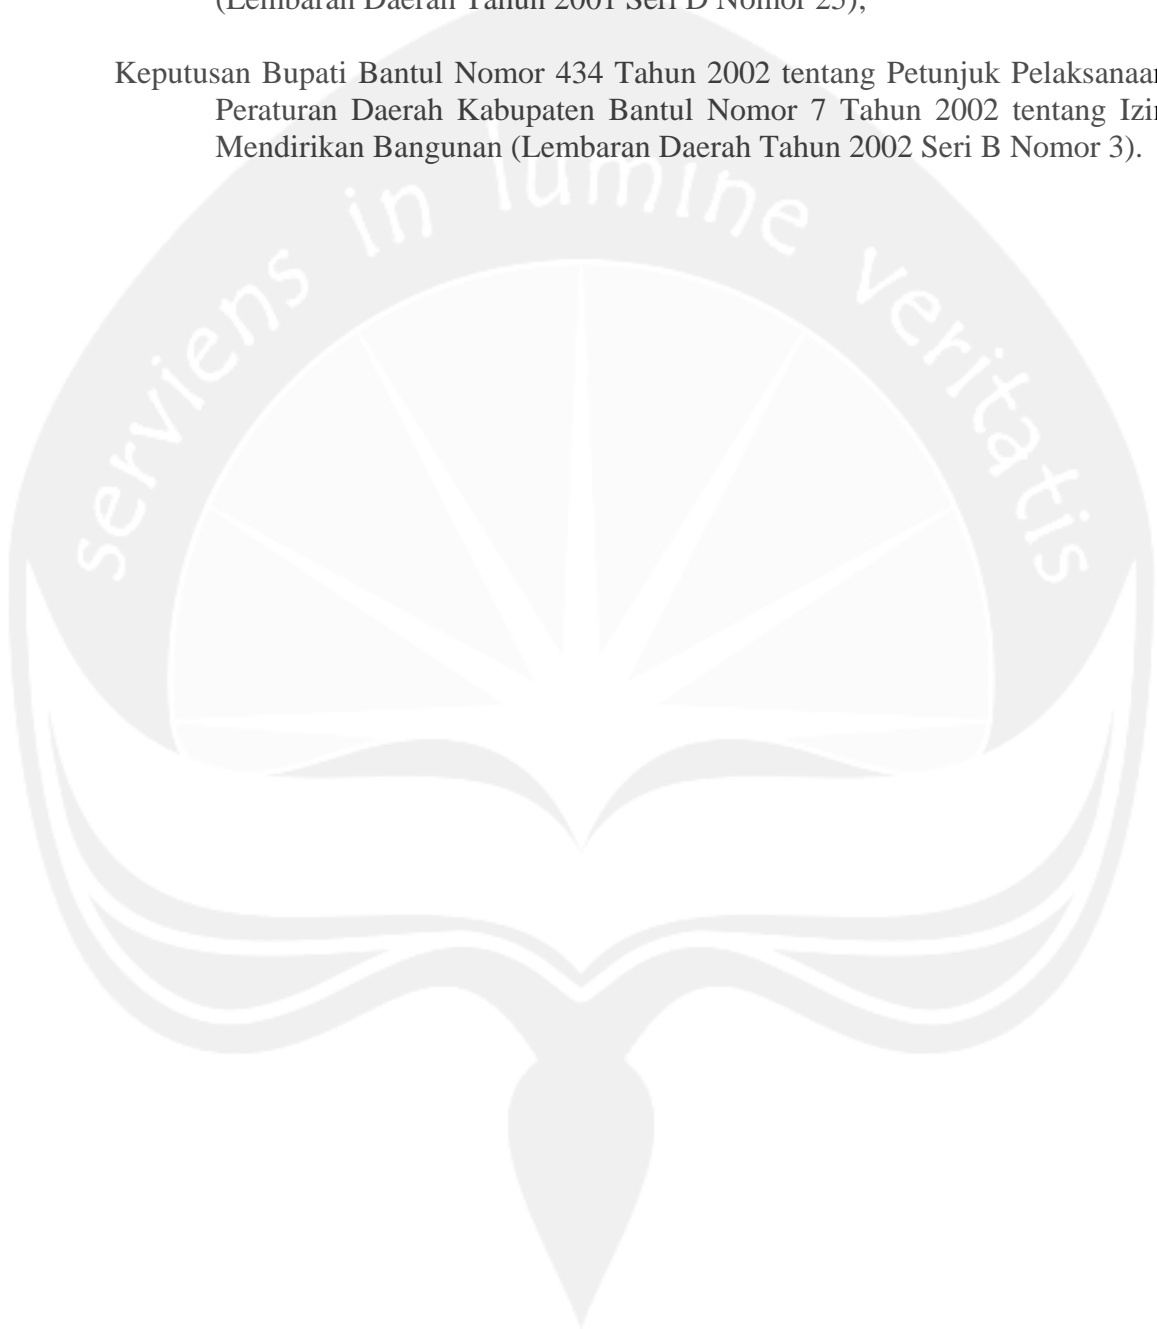 (Lembaran Daerah Tahun 2001 Seri D Nomor 25);
Keputusan Bupati Bantul Nomor 434 Tahun 2002 tentang Petunjuk Pelaksanaan
Peraturan Daerah Kabupaten Bantul Nomor 7 Tahun 2002 tentang Izin
Mendirikan Bangunan (Lembaran Daerah Tahun 2002 Seri B Nomor 3).
serviens in lumine veritatis